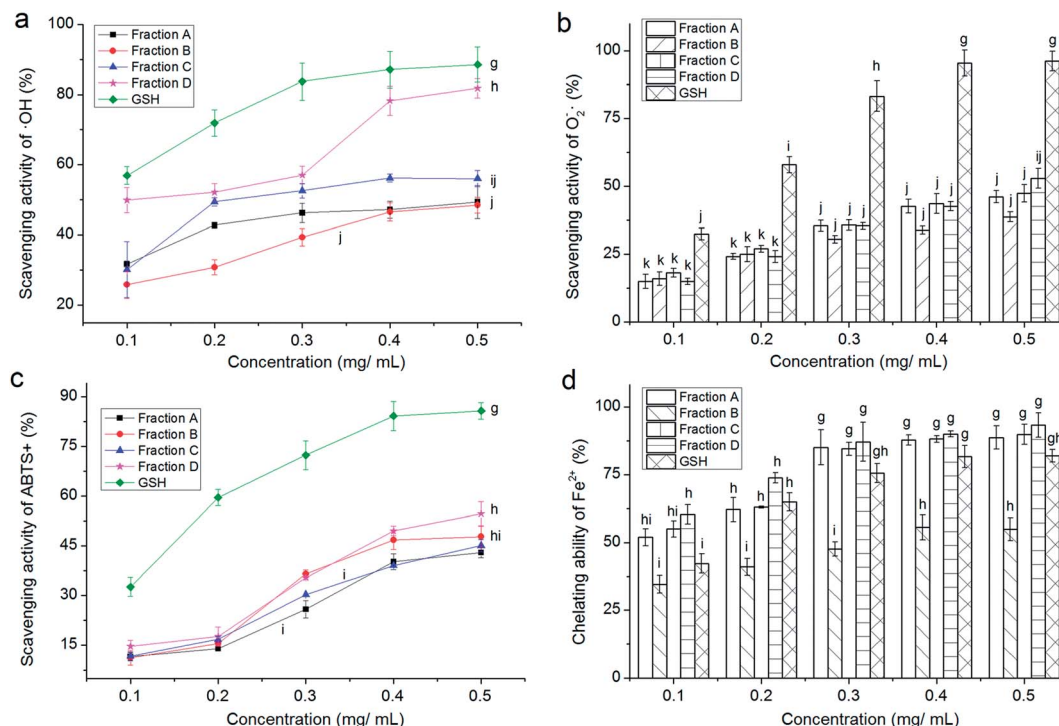 a
Scavenging activity of ·OH (%)
100
80
60
40
20
Fraction A
Fraction B
Fraction C
Fraction D
GSH
g
h
ij
j
j
0.1 0.2 0.3 0.4 0.5
Concentration (mg/ mL)
b
Scavenging activity of O₂⁻· (%)
100
75
50
25
0
Fraction A
Fraction B
Fraction C
Fraction D
GSH
k k k k j
k k k k i
j j j j h
j j j j g
j j j ij g
0.1 0.2 0.3 0.4 0.5
Concentration (mg/ mL)
c
Scavenging activity of ABTS+ (%)
90
75
60
45
30
15
Fraction A
Fraction B
Fraction C
Fraction D
GSH
g
h
hi
i
i
0.1 0.2 0.3 0.4 0.5
Concentration (mg/ mL)
d
Chelating ability of Fe²⁺ (%)
100
75
50
25
0
Fraction A
Fraction B
Fraction C
Fraction D
GSH
hi i hi h i
h i h h h
g h g g gh
g h g g g
g h g g gh
0.1 0.2 0.3 0.4 0.5
Concentration (mg/ mL)